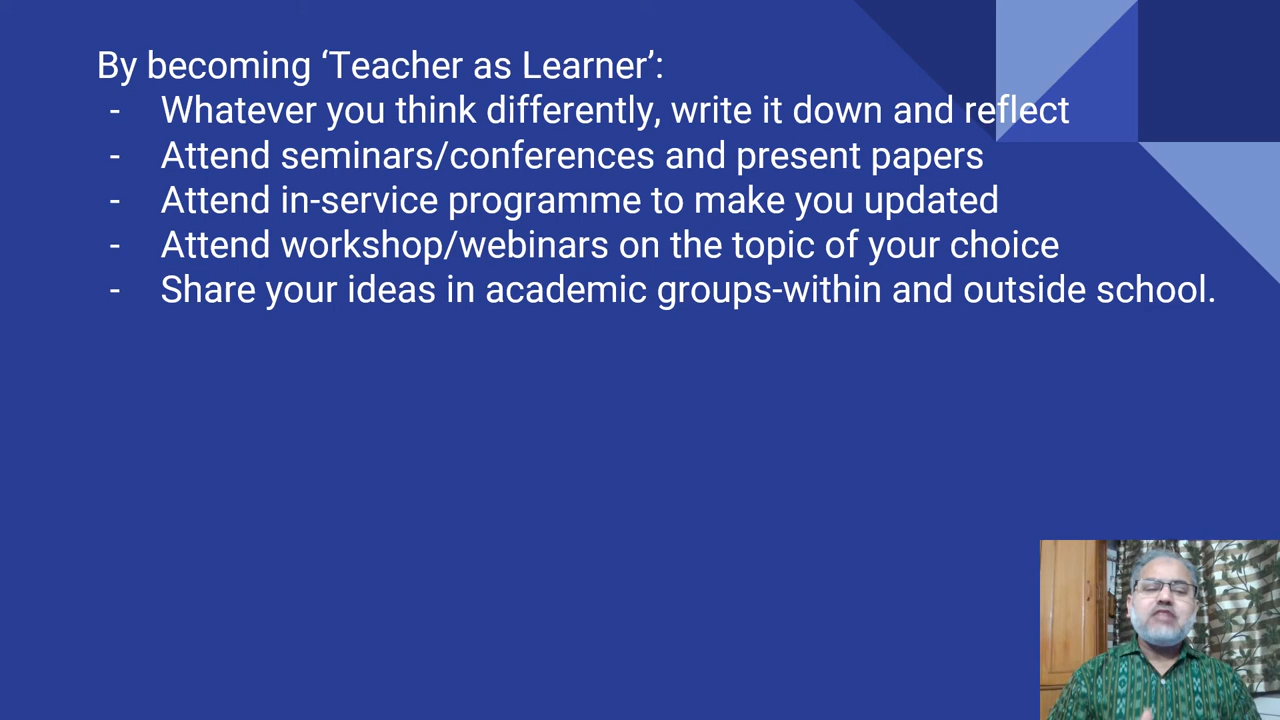 By becoming ‘Teacher as Learner’:
- Whatever you think differently, write it down and reflect
- Attend seminars/conferences and present papers
- Attend in-service programme to make you updated
- Attend workshop/webinars on the topic of your choice
- Share your ideas in academic groups-within and outside school.